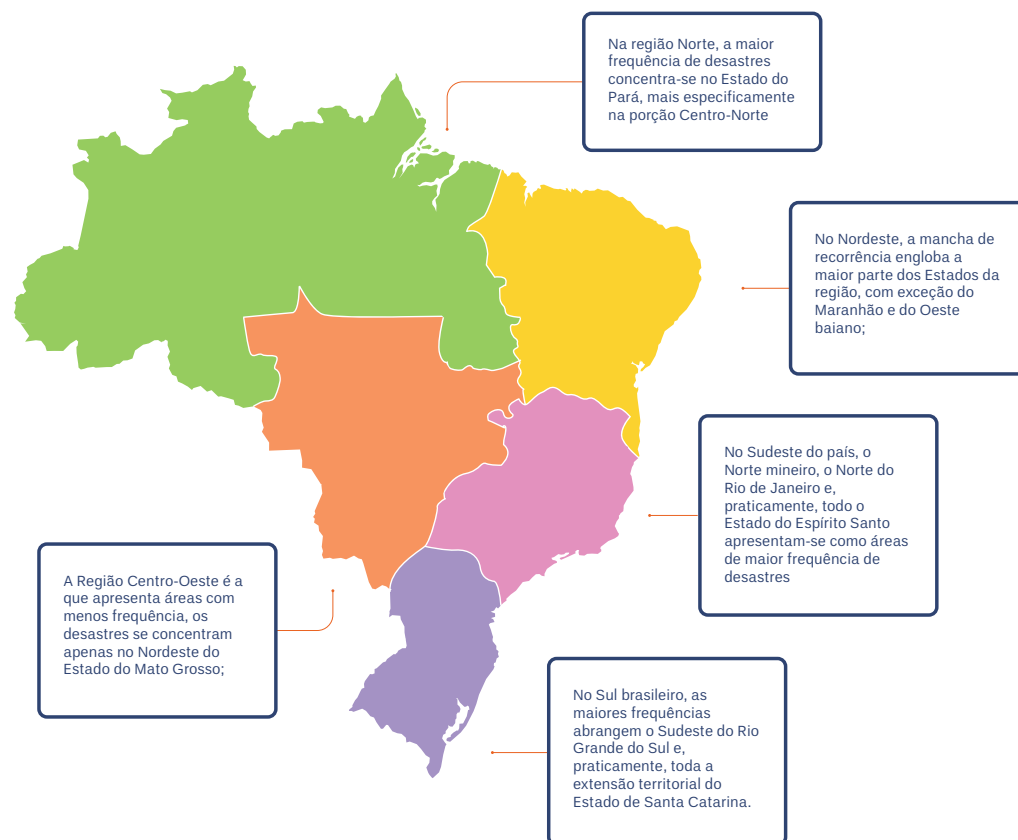 Na região Norte, a maior
frequência de desastres
concentra-se no Estado do
Pará, mais especificamente
na porção Centro-Norte
No Nordeste, a mancha de
recorrência engloba a
maior parte dos Estados da
região, com exceção do
Maranhão e do Oeste
baiano;
No Sudeste do país, o
Norte mineiro, o Norte do
Rio de Janeiro e,
praticamente, todo o
Estado do Espírito Santo
apresentam-se como áreas
de maior frequência de
desastres
A Região Centro-Oeste é a
que apresenta áreas com
menos frequência, os
desastres se concentram
apenas no Nordeste do
Estado do Mato Grosso;
No Sul brasileiro, as
maiores frequências
abrangem o Sudeste do Rio
Grande do Sul e,
praticamente, toda a
extensão territorial do
Estado de Santa Catarina.